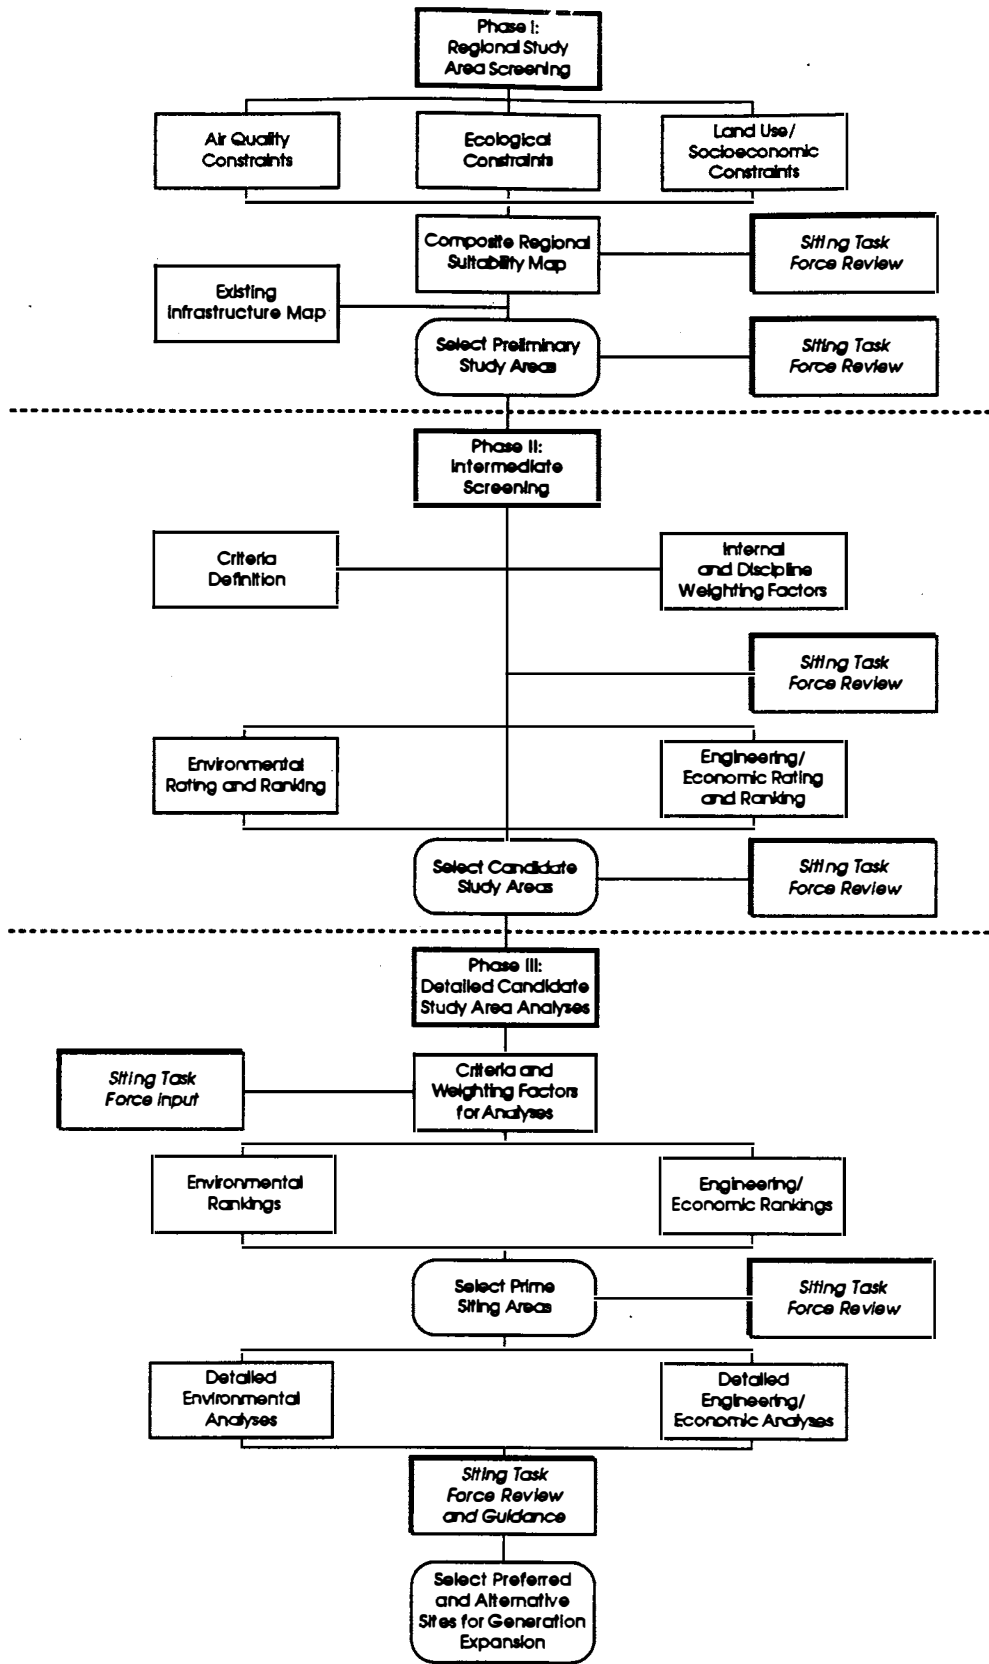 Phase I:
Regional Study
Area Screening
Air Quality
Constraints
Ecological
Constraints
Land Use/
Socioeconomic
Constraints
Composite Regional
Suitability Map
Siting Task
Force Review
Existing
Infrastructure Map
Select Preliminary
Study Areas
Siting Task
Force Review
Phase II:
Intermediate
Screening
Criteria
Definition
Internal
and Discipline
Weighting Factors
Siting Task
Force Review
Environmental
Rating and Ranking
Engineering/
Economic Rating
and Ranking
Select Candidate
Study Areas
Siting Task
Force Review
Phase III:
Detailed Candidate
Study Area Analyses
Siting Task
Force Input
Criteria and
Weighting Factors
for Analyses
Environmental
Rankings
Engineering/
Economic Rankings
Select Prime
Siting Areas
Siting Task
Force Review
Detailed
Environmental
Analyses
Detailed
Engineering/
Economic Analyses
Siting Task
Force Review
and Guidance
Select Preferred
and Alternative
Sites for Generation
Expansion